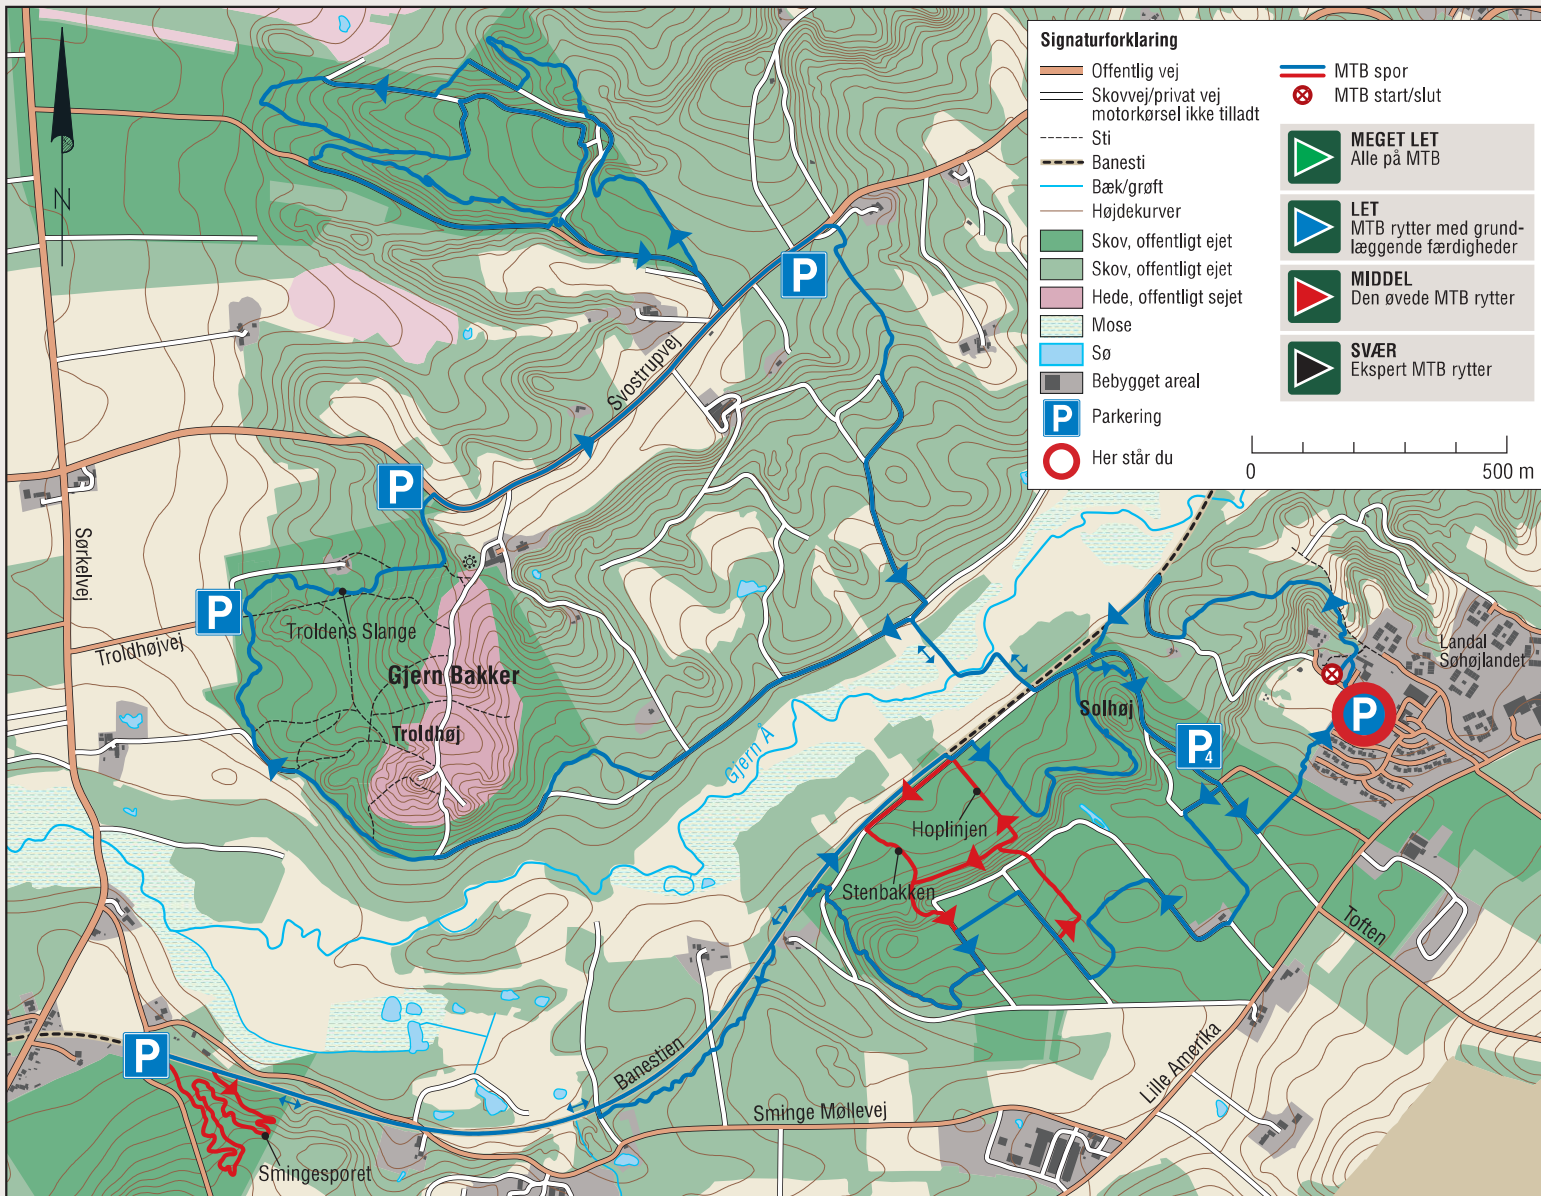 Signaturforklaring
Offentlig vej
Skovvej/privat vej
motorkørsel ikke tilladt
Sti
Banesti
Bæk/grøft
Højdekurver
Skov, offentligt ejet
Skov, offentligt ejet
Hede, offentligt sejet
Mose
Sø
Bebygget areal
P Parkering
Her står du
MTB spor
MTB start/slut
MEGET LET
Alle på MTB
LET
MTB rytter med grund-
læggende færdigheder
MIDDEL
Den øvede MTB rytter
SVÆR
Ekspert MTB rytter
0 500 m
N
P
Svostrupvej
P
Sørkelvej
P
Troldhøjvej
Troldens Slange
Gjern Bakker
Troldhøj
Landal
Søhøjlandet
P
Solhøj
P4
Gjern Å
Hoplinjen
Stenbakken
Toften
P
Banestien
Lille Amerika
Sminge Møllevej
Smingesporet